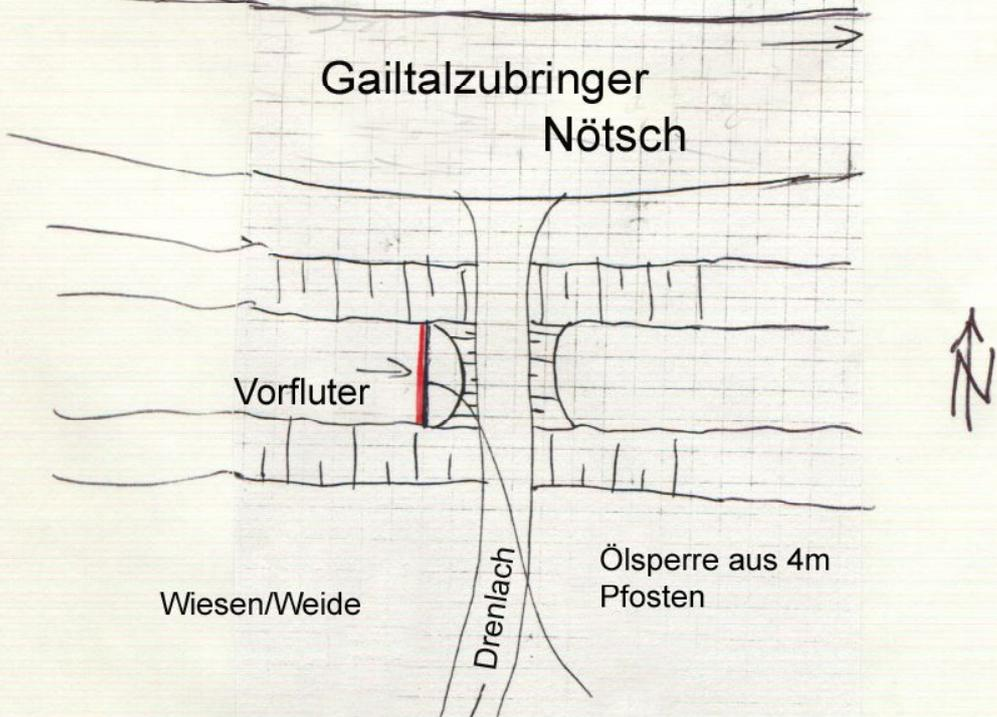 Gailtalzubringer
Nötsch
N
Vorfluter
Ölsperre aus 4m
Pfosten
Wiesen/Weide
Drenlach